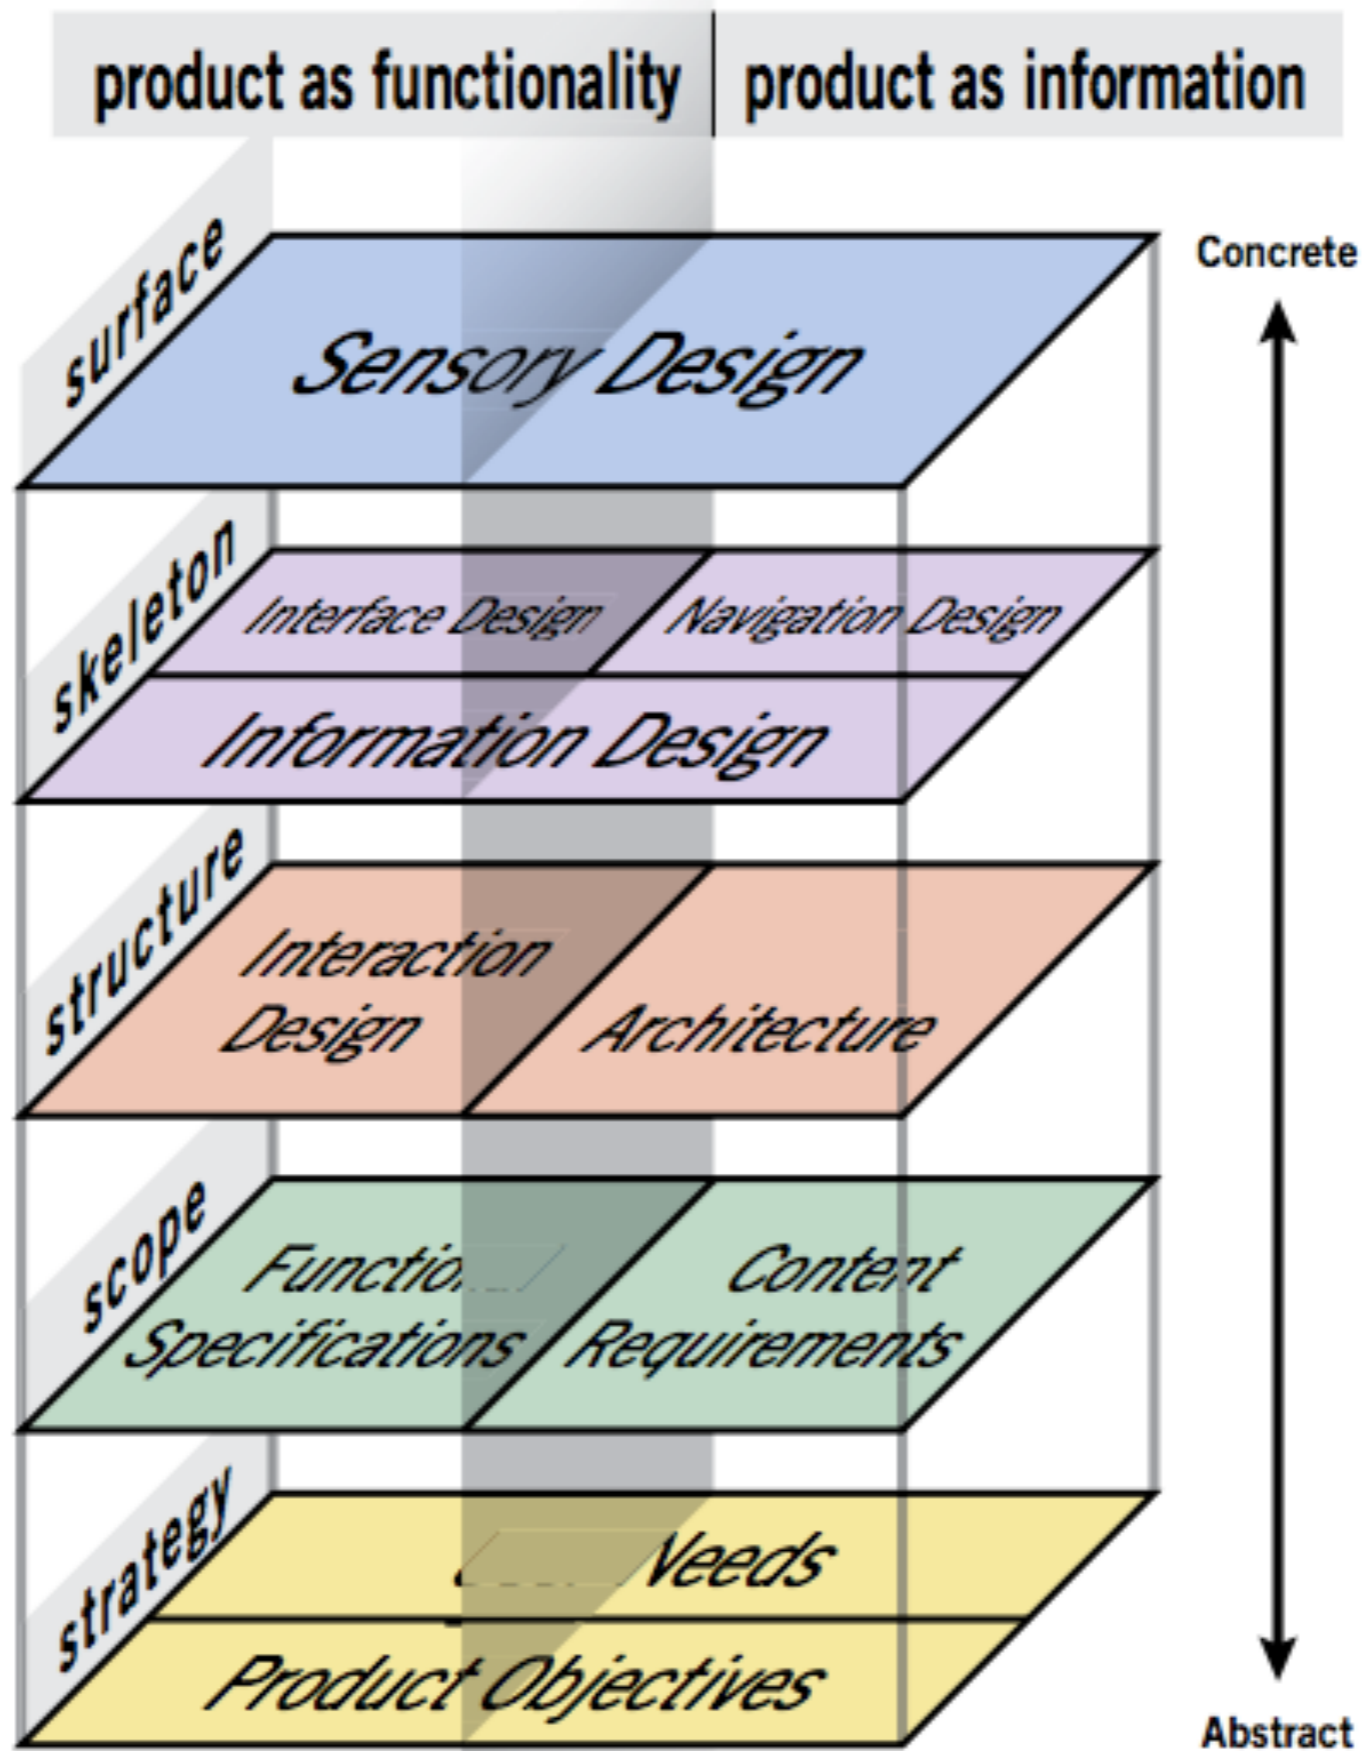 product as functionality
product as information
surface
Sensory Design
Concrete
skeleton
Interface Design
Navigation Design
Information Design
structure
Interaction
Design
Architecture
scope
Specifications
Content
Requirements
strategy
Needs
Product Objectives
Abstract